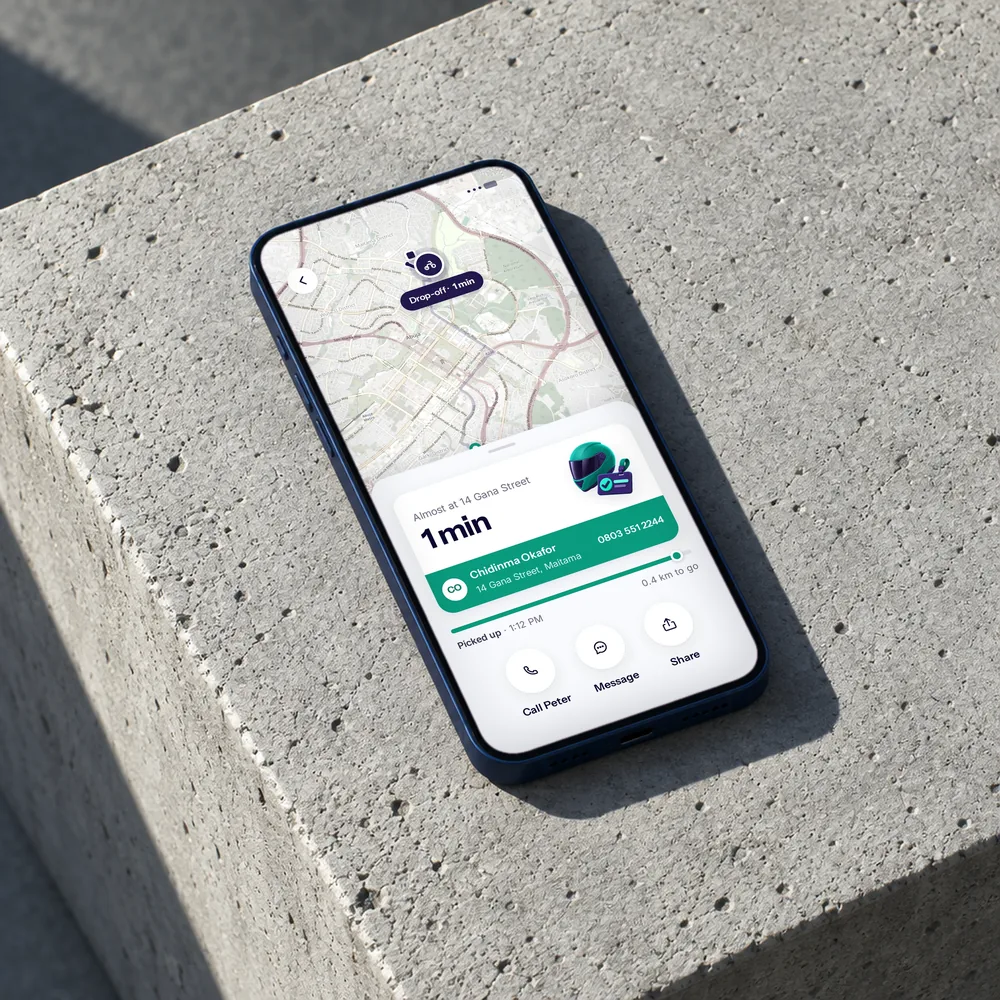 Drop-off · 1 min
Almost at 14 Gana Street
1 min
CO
Chidinma Okafor
14 Gana Street, Maitama
0803 551 2244
0.4 km to go
Picked up · 1:12 PM
Call Peter
Message
Share